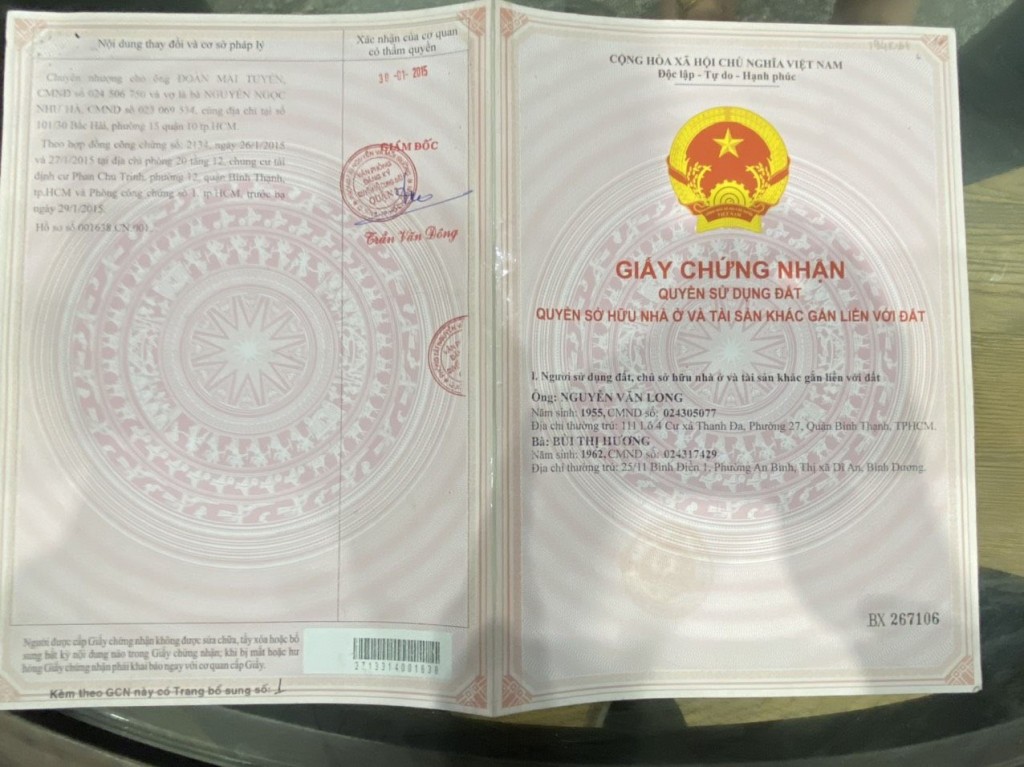 Nội dung thay đổi và cơ sở pháp lý
Xác nhận của cơ quan
có thẩm quyền
Chuyển nhượng cho ông ĐOÀN MAI TUYÊN,
CMND số 024 506 750 và vợ là bà NGUYỄN NGỌC
NHƯ HÀ, CMND số 023 069 534, cùng địa chỉ tại số
101/30 Bắc Hải, phường 15 quận 10 tp.HCM.
Theo hợp đồng công chứng số: 2134, ngày 26/1/2015
và 27/1/2015 tại địa chỉ phòng 20 tầng 12, chung cư tái
định cư Phan Chu Trinh, phường 12, quận Bình Thạnh,
tp.HCM và Phòng công chứng số 1, tp.HCM, trước bạ
ngày 29/1/2015.
Hồ sơ số 001638.CN.001.
30 -01- 2015
GIÁM ĐỐC
Trần Văn Đông
Người được cấp Giấy chứng nhận không được sửa chữa, tẩy xóa hoặc bổ
sung bất kỳ nội dung nào trong Giấy chứng nhận; khi bị mất hoặc hư
hỏng Giấy chứng nhận phải khai báo ngay với cơ quan cấp Giấy.
Kèm theo GCN này có Trang bổ sung số: 1
CỘNG HÒA XÃ HỘI CHỦ NGHĨA VIỆT NAM
Độc lập - Tự do - Hạnh phúc
VIỆT NAM
GIẤY CHỨNG NHẬN
QUYỀN SỬ DỤNG ĐẤT
QUYỀN SỞ HỮU NHÀ Ở VÀ TÀI SẢN KHÁC GẮN LIỀN VỚI ĐẤT
I. Người sử dụng đất, chủ sở hữu nhà ở và tài sản khác gắn liền với đất
Ông: NGUYỄN VĂN LONG
Năm sinh: 1955, CMND số: 024305077
Địa chỉ thường trú: 111 Lô 4 Cư xá Thanh Đa, Phường 27, Quận Bình Thạnh, TPHCM.
Bà: BÙI THỊ HƯƠNG
Năm sinh: 1962, CMND số: 024317429
Địa chỉ thường trú: 25/11 Bình Điền 1, Phường An Bình, Thị xã Dĩ An, Bình Dương.
BX 267106